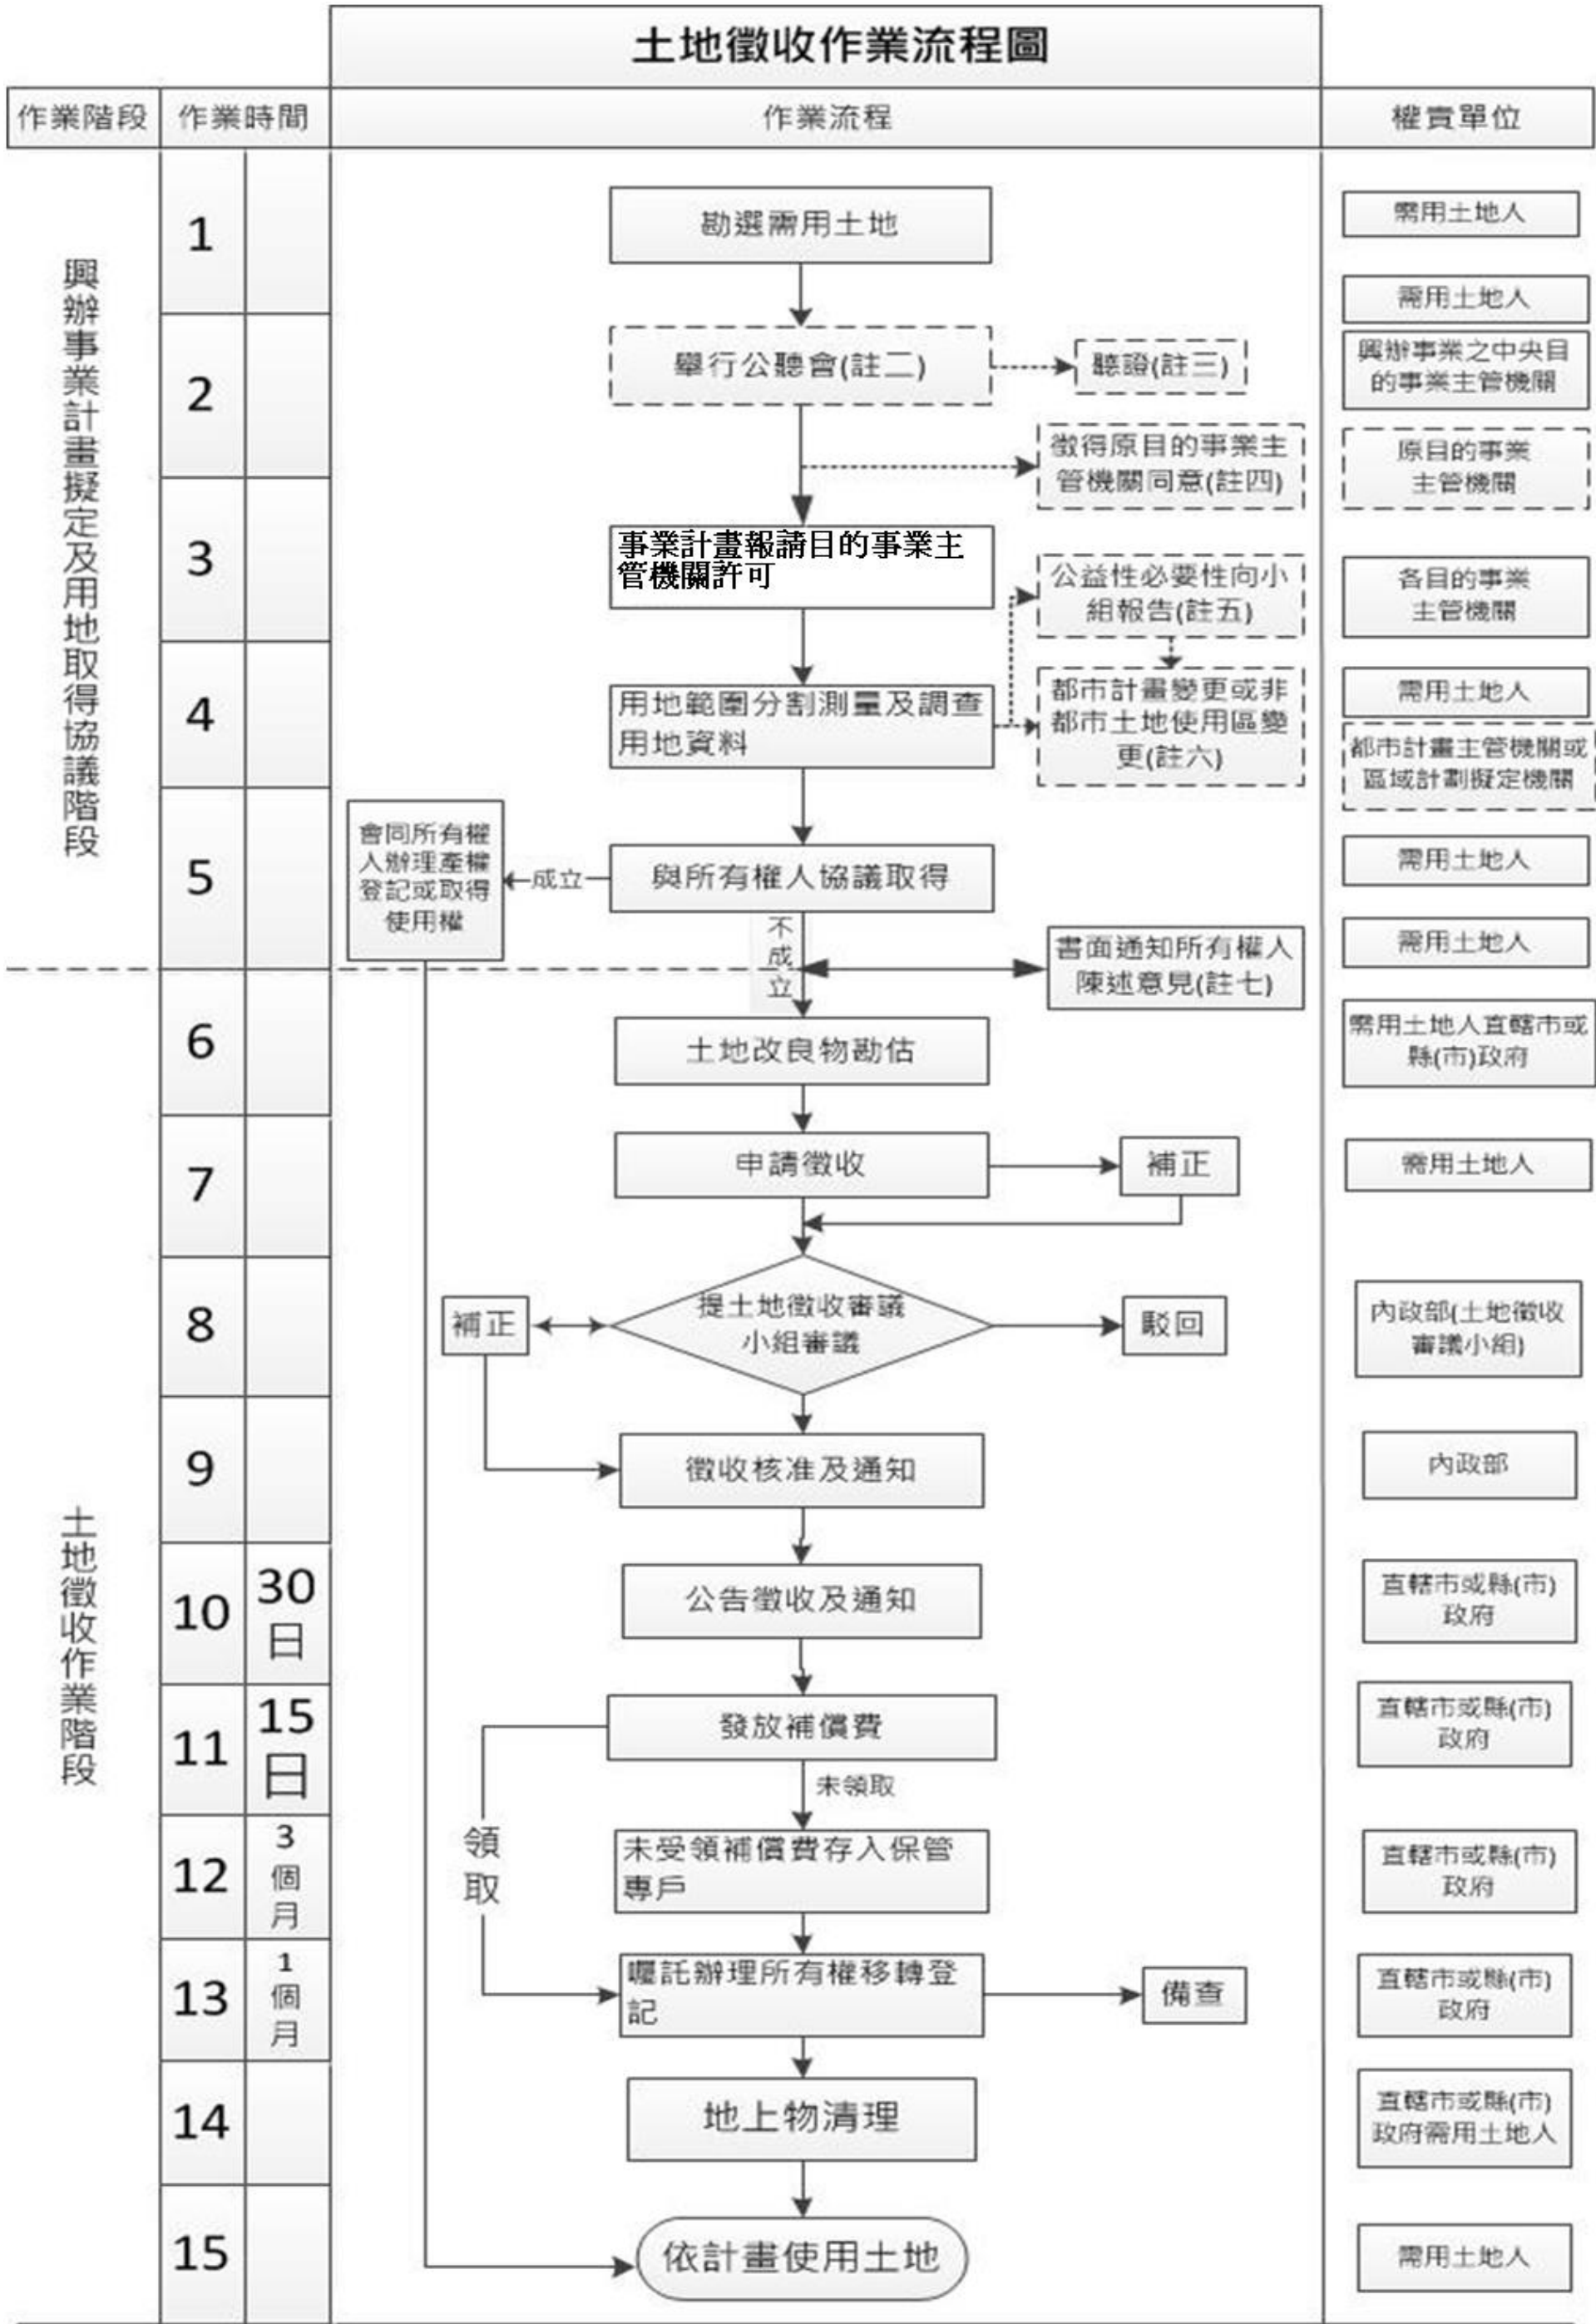 土地徵收作業流程圖
作業階段
作業時間
作業流程
權責單位
興辦事業計畫擬定及用地取得協議階段
1
勘選需用土地
需用土地人
需用土地人
2
舉行公聽會(註二)
聽證(註三)
興辦事業之中央目
的事業主管機關
徵得原目的事業主
管機關同意(註四)
原目的事業
主管機關
3
事業計畫報請目的事業主
管機關許可
公益性必要性向小
組報告(註五)
各目的事業
主管機關
4
用地範圍分割測量及調查
用地資料
都市計畫變更或非
都市土地使用區變
更(註六)
需用土地人
都市計畫主管機關或
區域計劃擬定機關
5
會同所有權
人辦理產權
登記或取得
使用權
成立
與所有權人協議取得
需用土地人
不成立
書面通知所有權人
陳述意見(註七)
需用土地人
土地徵收作業階段
6
土地改良物勘估
需用土地人直轄市或
縣(市)政府
7
申請徵收
補正
需用土地人
8
補正
提土地徵收審議
小組審議
駁回
內政部(土地徵收
審議小組)
9
徵收核准及通知
內政部
10
30
日
公告徵收及通知
直轄市或縣(市)
政府
11
15
日
發放補償費
直轄市或縣(市)
政府
未領取
領取
12
3
個
月
未受領補償費存入保管
專戶
直轄市或縣(市)
政府
13
1
個
月
囑託辦理所有權移轉登
記
備查
直轄市或縣(市)
政府
14
地上物清理
直轄市或縣(市)
政府需用土地人
15
依計畫使用土地
需用土地人